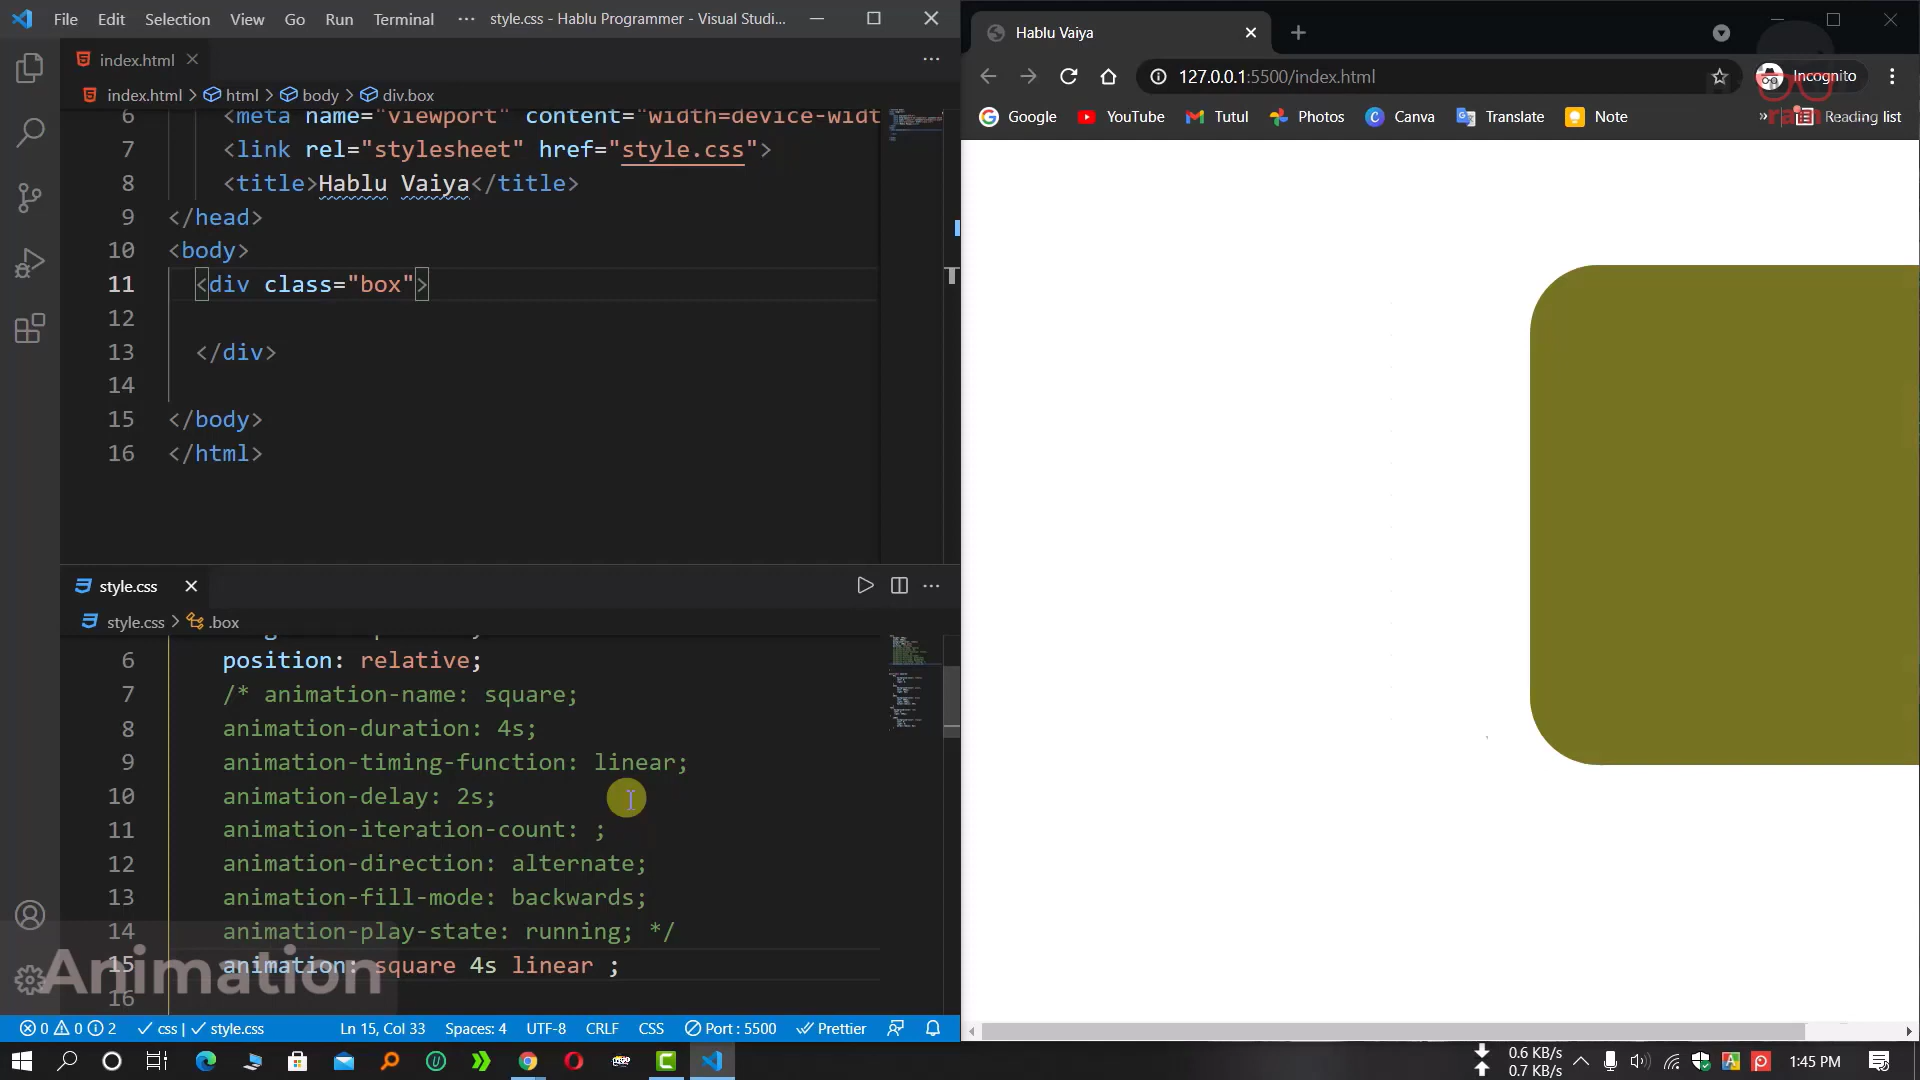 File Edit Selection View Go Run Terminal ··· style.css - Hablu Programmer - Visual Studi...
index.html
index.html > html > body > div.box
6 <meta name="viewport" content="width=device-widt
7 <link rel="stylesheet" href="style.css">
8 <title>Hablu Vaiya</title>
9 </head>
10 <body>
11 <div class="box">
12
13 </div>
14
15 </body>
16 </html>
style.css
style.css > .box
6 position: relative;
7 /* animation-name: square;
8 animation-duration: 4s;
9 animation-timing-function: linear;
10 animation-delay: 2s;
11 animation-iteration-count: ;
12 animation-direction: alternate;
13 animation-fill-mode: backwards;
14 animation-play-state: running; */
15 animation: square 4s linear ;
16
Animation
0 0 2 css | style.css Ln 15, Col 33 Spaces: 4 UTF-8 CRLF CSS Port : 5500 Prettier
Hablu Vaiya
127.0.0.1:5500/index.html Incognito
Google YouTube Tutul Photos Canva Translate Note » Reading list
0.6 KB/s
0.7 KB/s
1:45 PM